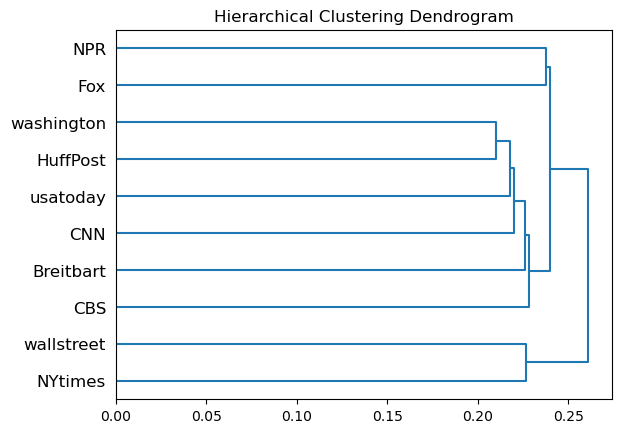 Hierarchical Clustering Dendrogram
NPR
Fox
washington
HuffPost
usatoday
CNN
Breitbart
CBS
wallstreet
NYtimes
0.00 0.05 0.10 0.15 0.20 0.25